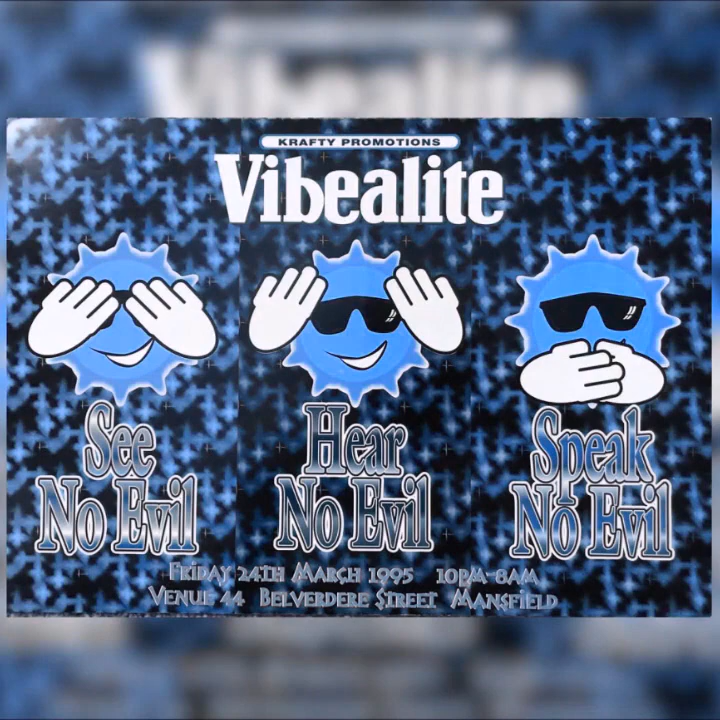 KRAFTY PROMOTIONS
Vibealite
See
No Evil
Hear
No Evil
Speak
No Evil
FRIDAY 24TH MARCH 1995 10PM-8AM
VENUE 44 BELVERDERE STREET MANSFIELD